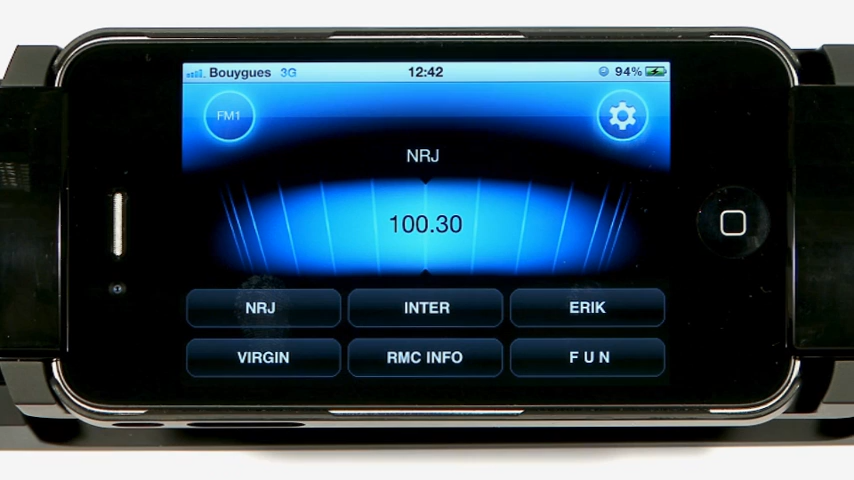 Bouygues 3G 12:42 94%
FM1
NRJ
100.30
NRJ INTER ERIK
VIRGIN RMC INFO F U N